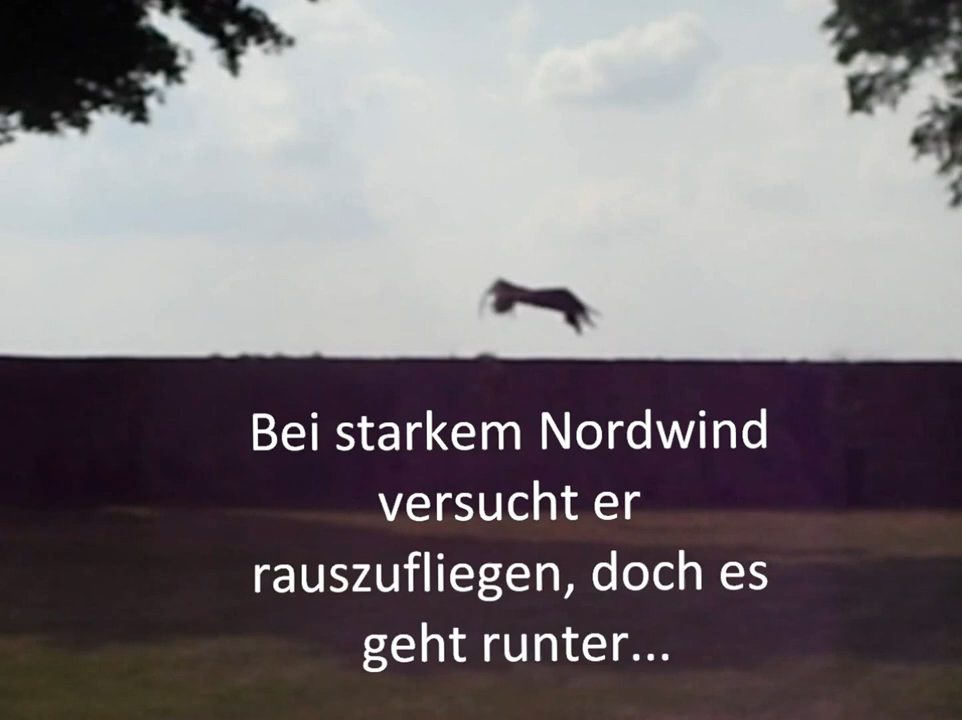 Bei starkem Nordwind
versucht er
rauszufliegen, doch es
geht runter...